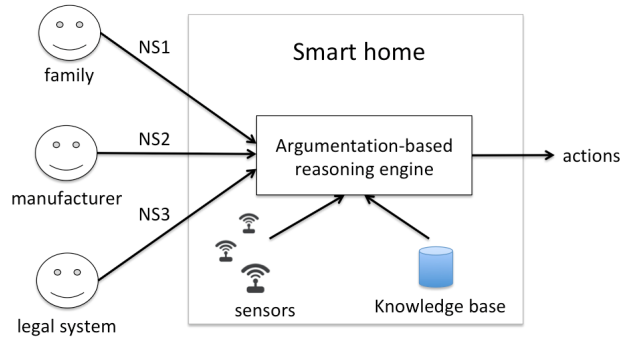 Smart home
NS1
family
Argumentation-based
reasoning engine
NS2
actions
manufacturer
NS3
sensors
Knowledge base
legal system